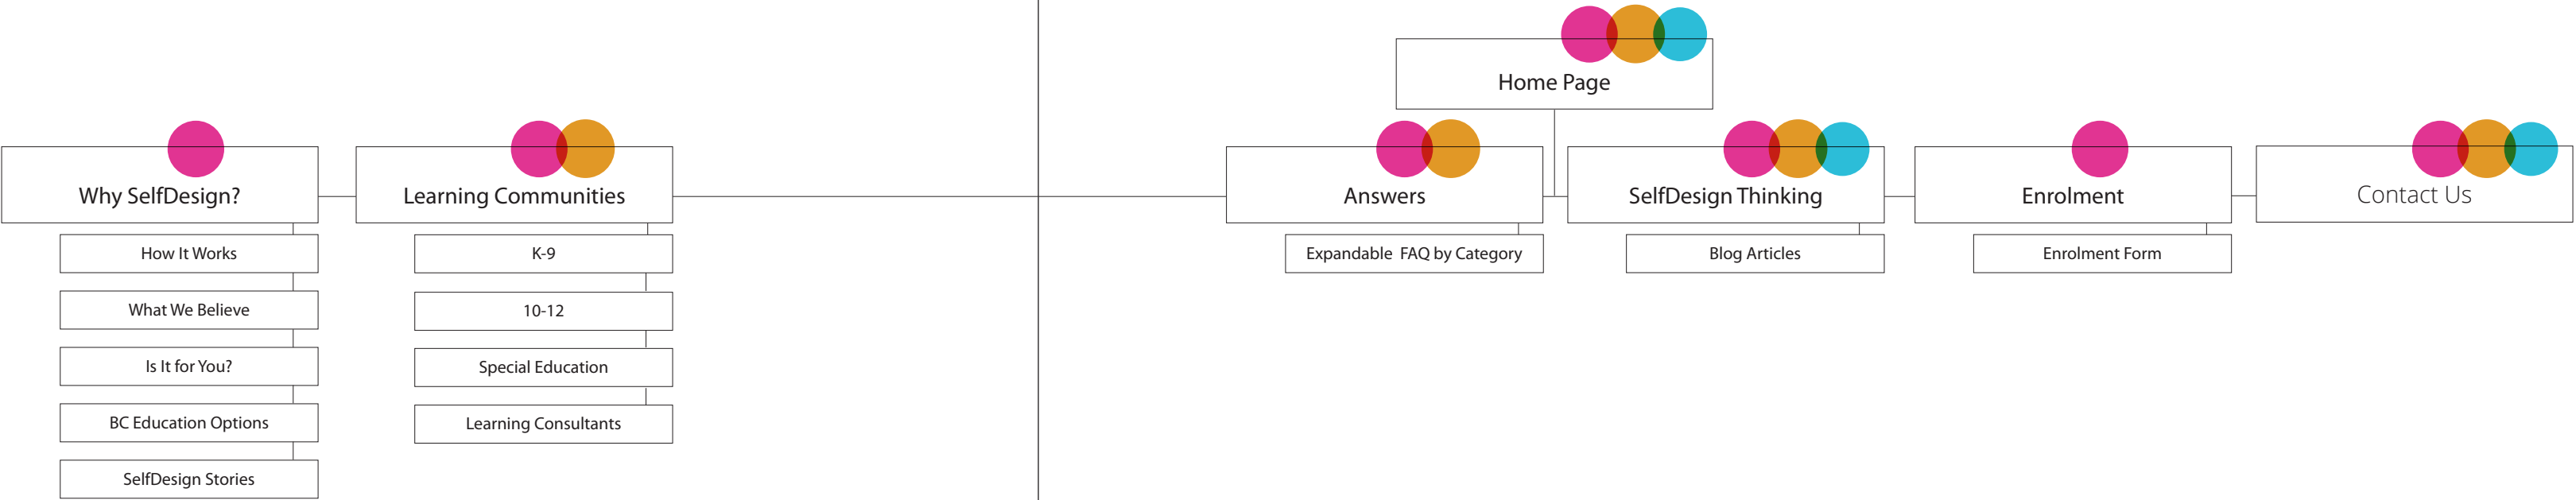 Home Page
Why SelfDesign?
Learning Communities
Answers
SelfDesign Thinking
Enrolment
Contact Us
How It Works
What We Believe
Is It for You?
BC Education Options
SelfDesign Stories
K-9
10-12
Special Education
Learning Consultants
Expandable FAQ by Category
Blog Articles
Enrolment Form